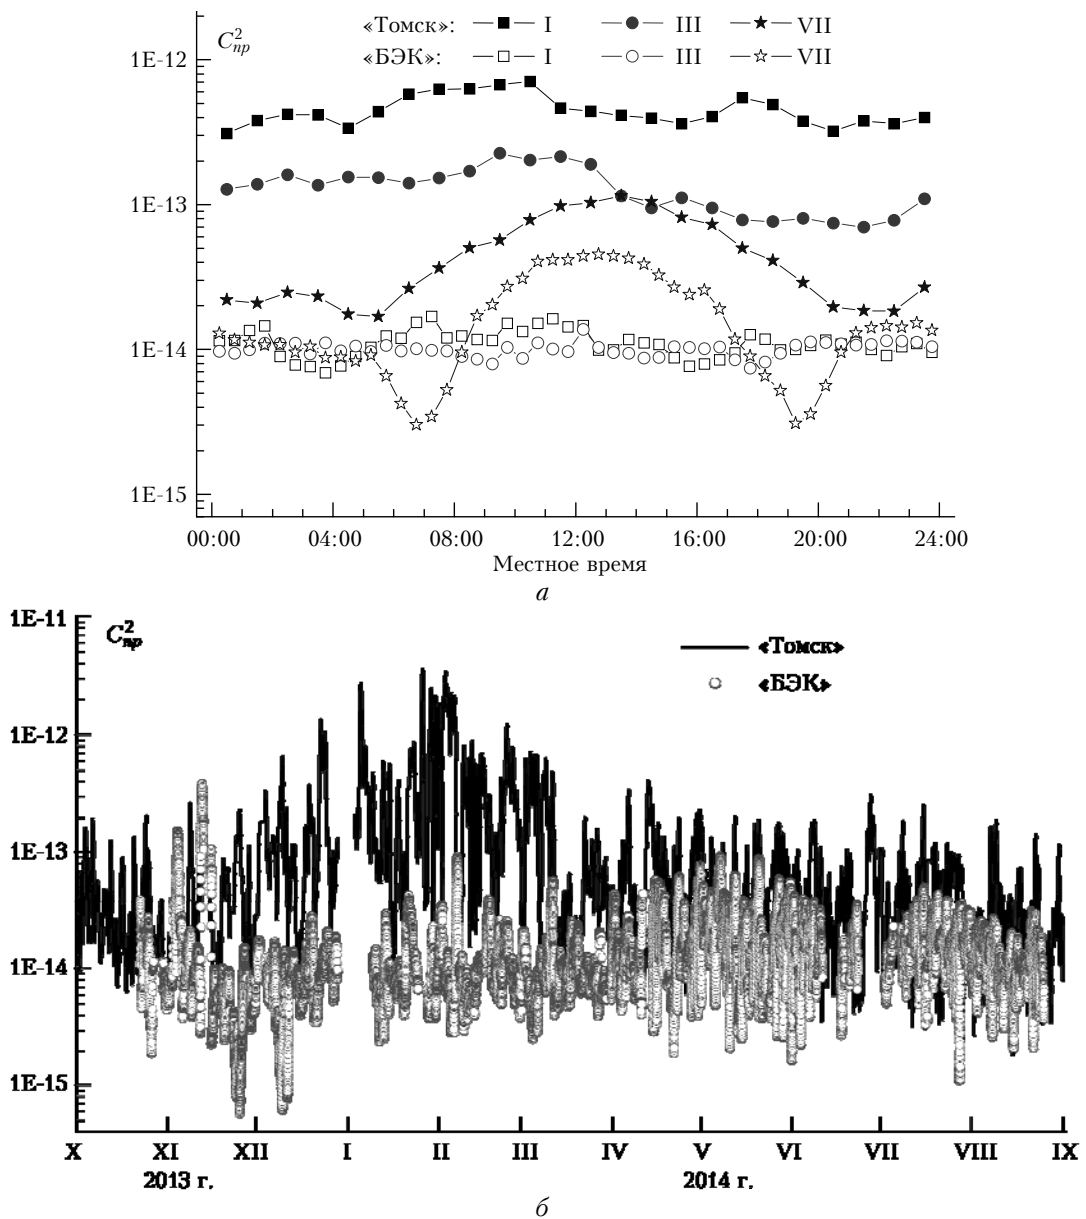 C²пр
«Томск»: I III VII
«БЭК»: I III VII
1E-12
1E-13
1E-14
1E-15
00:00 04:00 08:00 12:00 16:00 20:00 24:00
Местное время
а
1E-11
C²пр
«Томск»
«БЭК»
1E-12
1E-13
1E-14
1E-15
X XI XII I II III IV V VI VII VIII IX
2013 г. 2014 г.
б